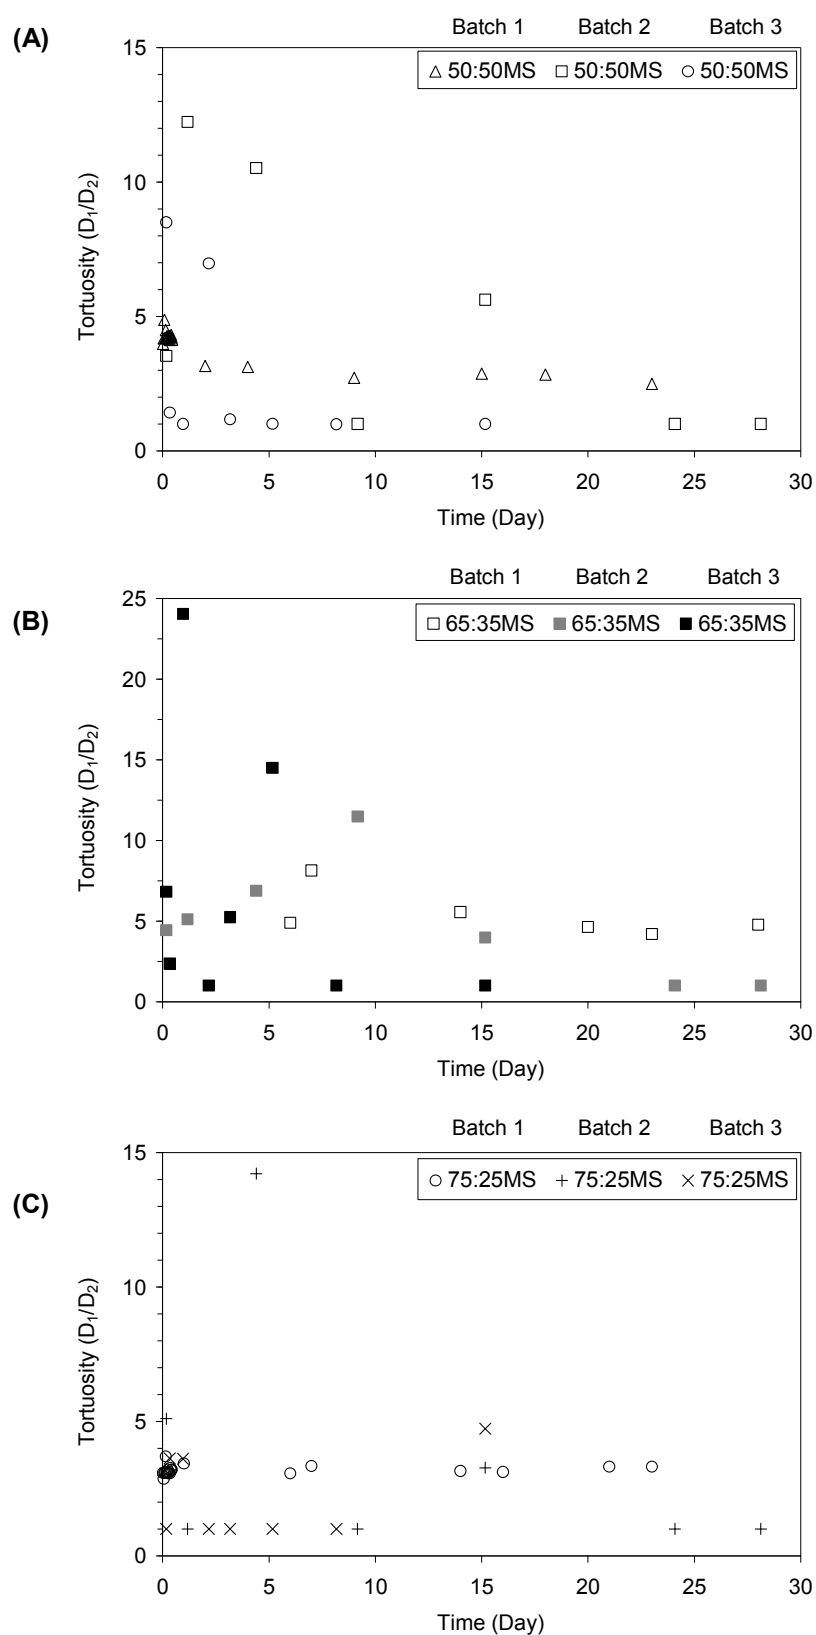 (A)
Batch 1 Batch 2 Batch 3
50:50MS 50:50MS 50:50MS
15
10
5
0
Tortuosity (D1/D2)
0 5 10 15 20 25 30
Time (Day)
(B)
Batch 1 Batch 2 Batch 3
65:35MS 65:35MS 65:35MS
25
20
15
10
5
0
Tortuosity (D1/D2)
0 5 10 15 20 25 30
Time (Day)
(C)
Batch 1 Batch 2 Batch 3
75:25MS 75:25MS 75:25MS
15
10
5
0
Tortuosity (D1/D2)
0 5 10 15 20 25 30
Time (Day)